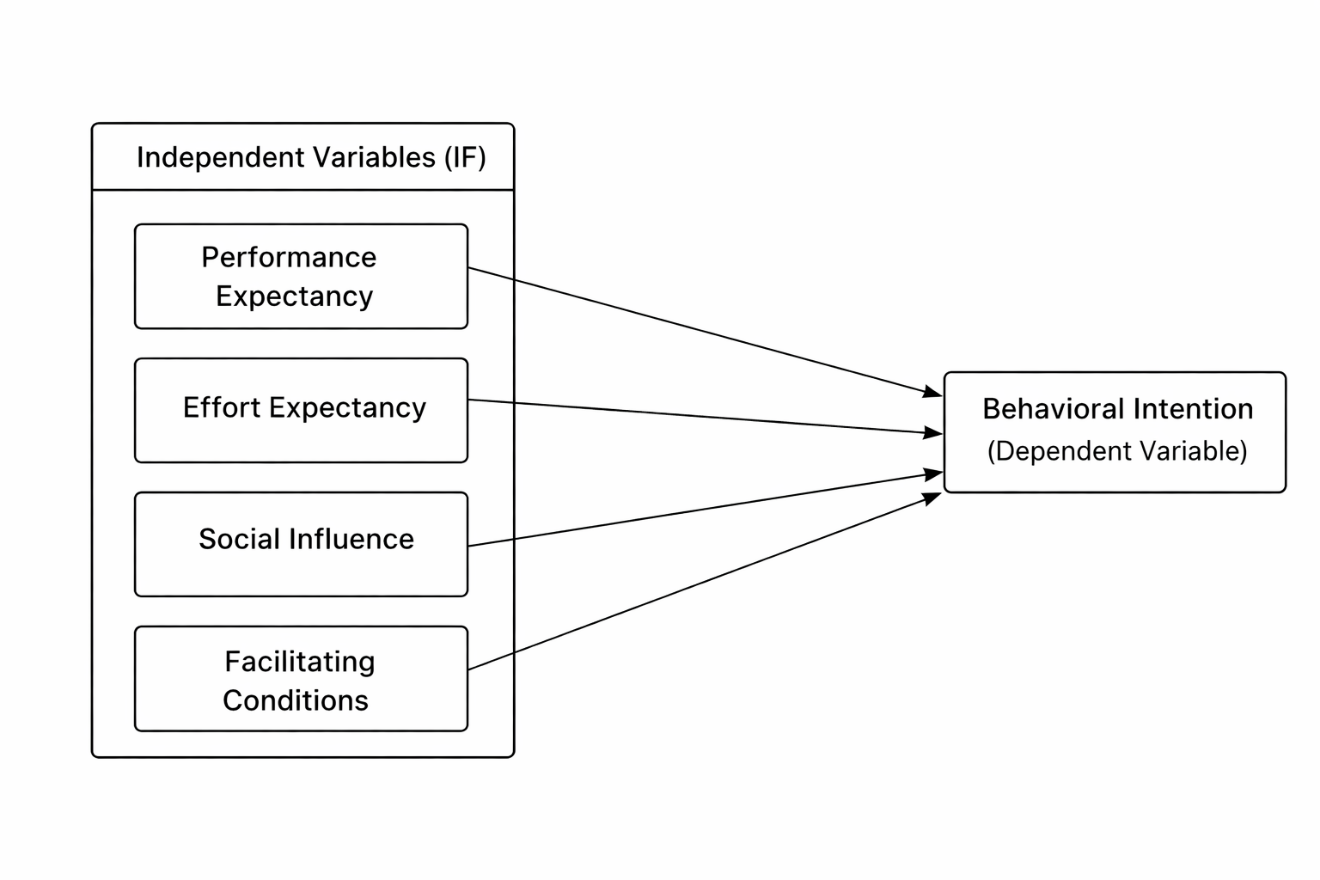 Independent Variables (IF)
Performance
Expectancy
Effort Expectancy
Social Influence
Facilitating
Conditions
Behavioral Intention
(Dependent Variable)